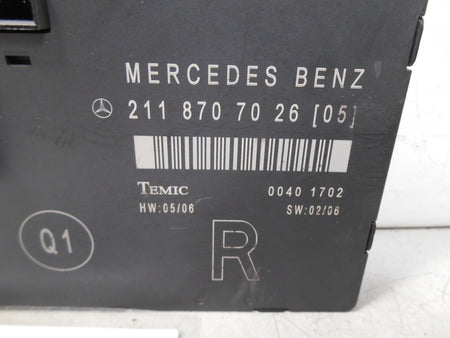 MERCEDES BENZ
211 870 70 26 [05]
TEMIC 0040 1702
HW:05/06 SW:02/06
Q1
R